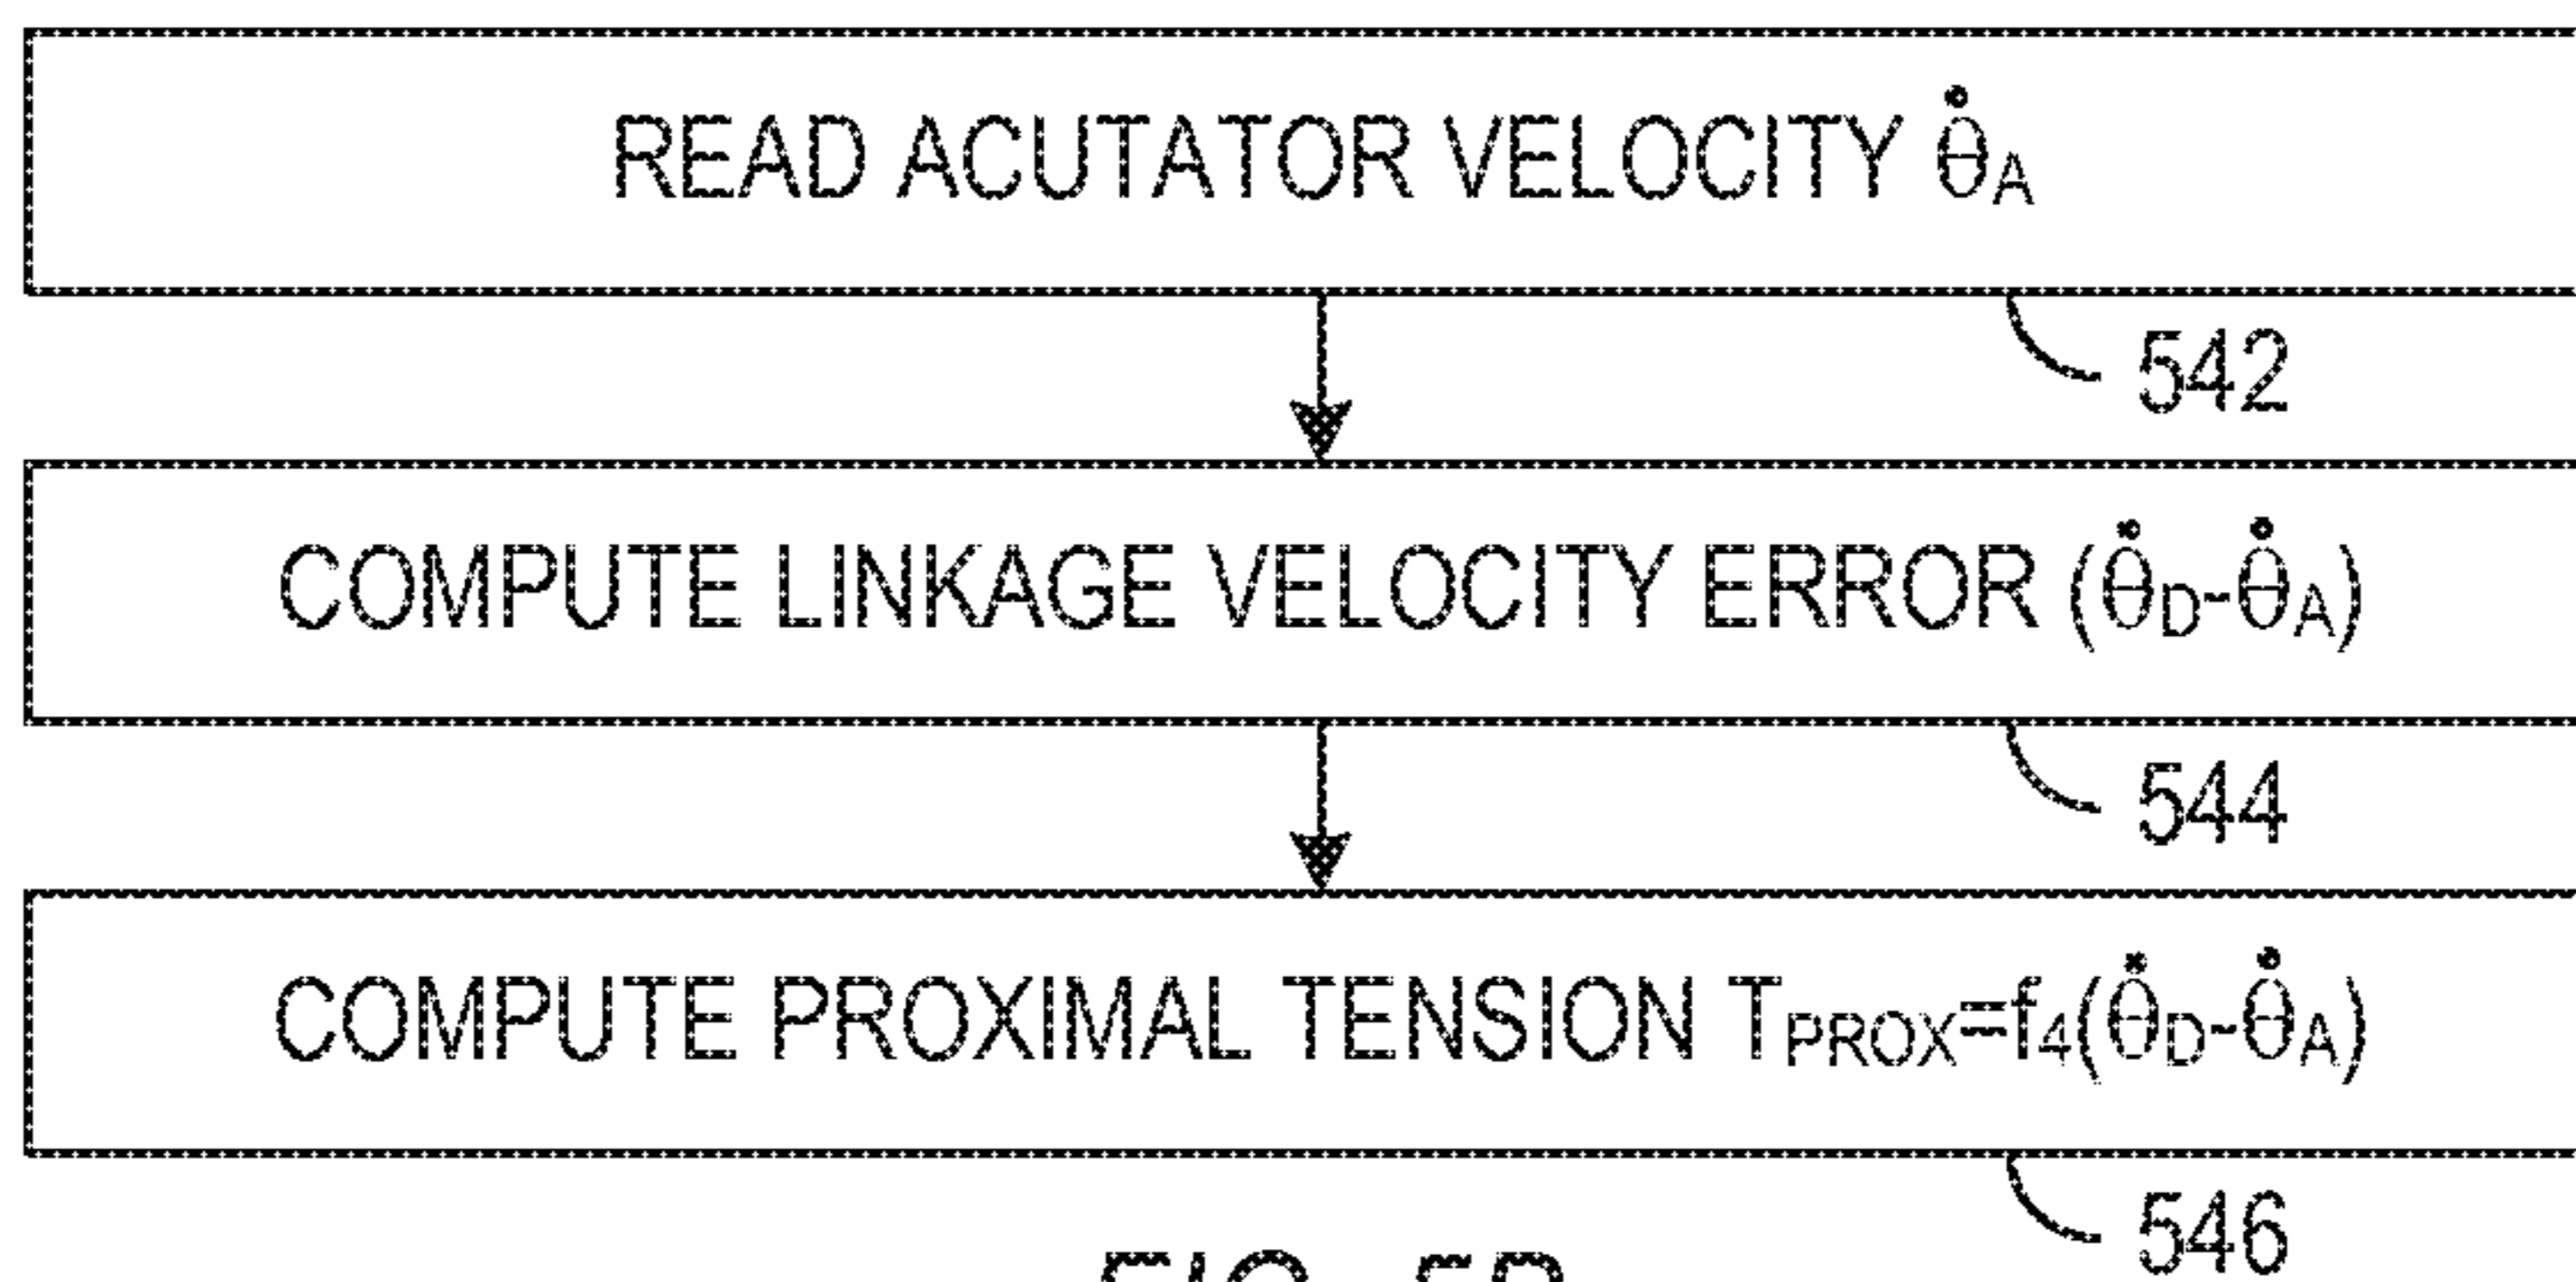 READ ACUTATOR VELOCITY θ̇A
542
COMPUTE LINKAGE VELOCITY ERROR (θ̇D-θ̇A)
544
COMPUTE PROXIMAL TENSION TPROX=f4(θ̇D-θ̇A)
546